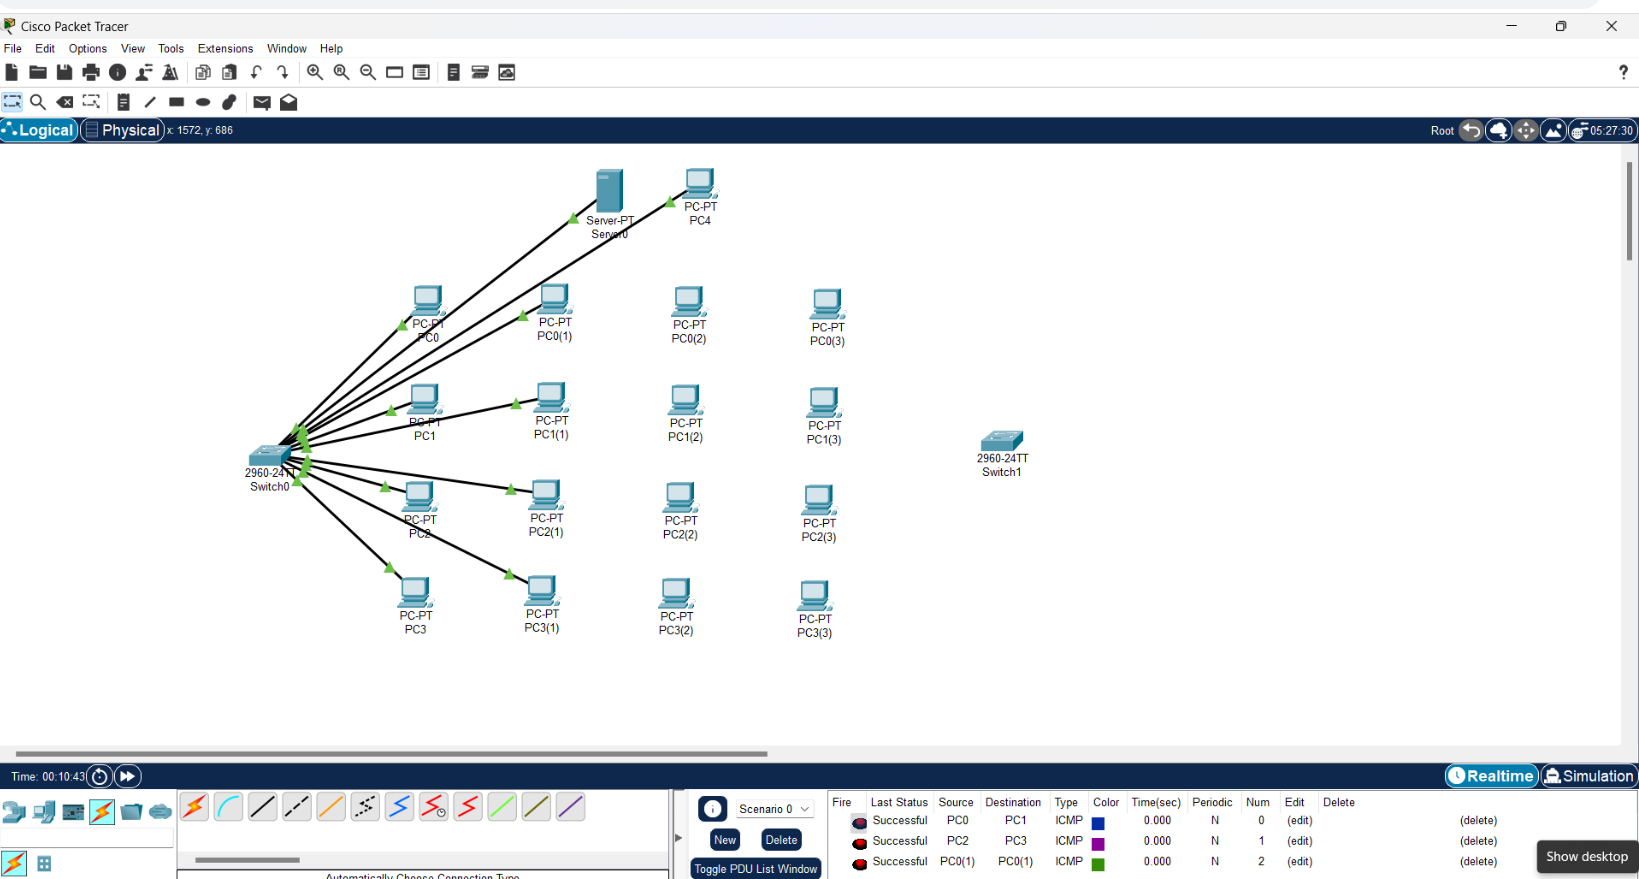 Cisco Packet Tracer
File Edit Options View Tools Extensions Window Help
?
Logical Physical x: 1572, y: 686 Root 05:27:30
Server-PT
Server0
PC-PT
PC4
PC-PT
PC0
PC-PT
PC0(1)
PC-PT
PC0(2)
PC-PT
PC0(3)
PC-PT
PC1
PC-PT
PC1(1)
PC-PT
PC1(2)
PC-PT
PC1(3)
2960-24TT
Switch0
2960-24TT
Switch1
PC-PT
PC2
PC-PT
PC2(1)
PC-PT
PC2(2)
PC-PT
PC2(3)
PC-PT
PC3
PC-PT
PC3(1)
PC-PT
PC3(2)
PC-PT
PC3(3)
Time: 00:10:43 Realtime Simulation
Scenario 0
New Delete
Toggle PDU List Window
Fire Last Status Source Destination Type Color Time(sec) Periodic Num Edit Delete
Successful PC0 PC1 ICMP 0.000 N 0 (edit) (delete)
Successful PC2 PC3 ICMP 0.000 N 1 (edit) (delete)
Successful PC0(1) PC0(1) ICMP 0.000 N 2 (edit) (delete)
Show desktop
Automatically Choose Connection Type